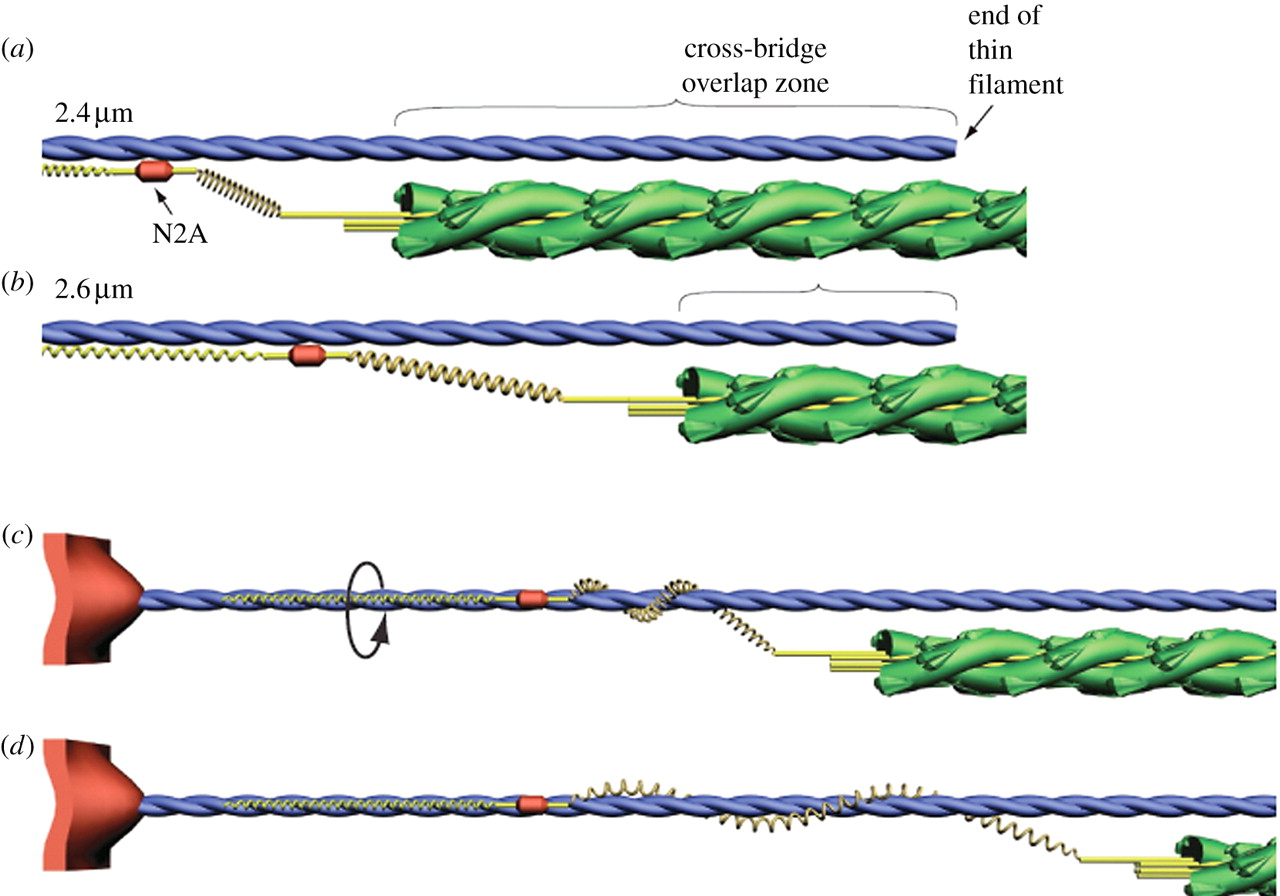 (a)
2.4 μm
cross-bridge
overlap zone
end of
thin
filament
N2A
(b)
2.6 μm
(c)
(d)